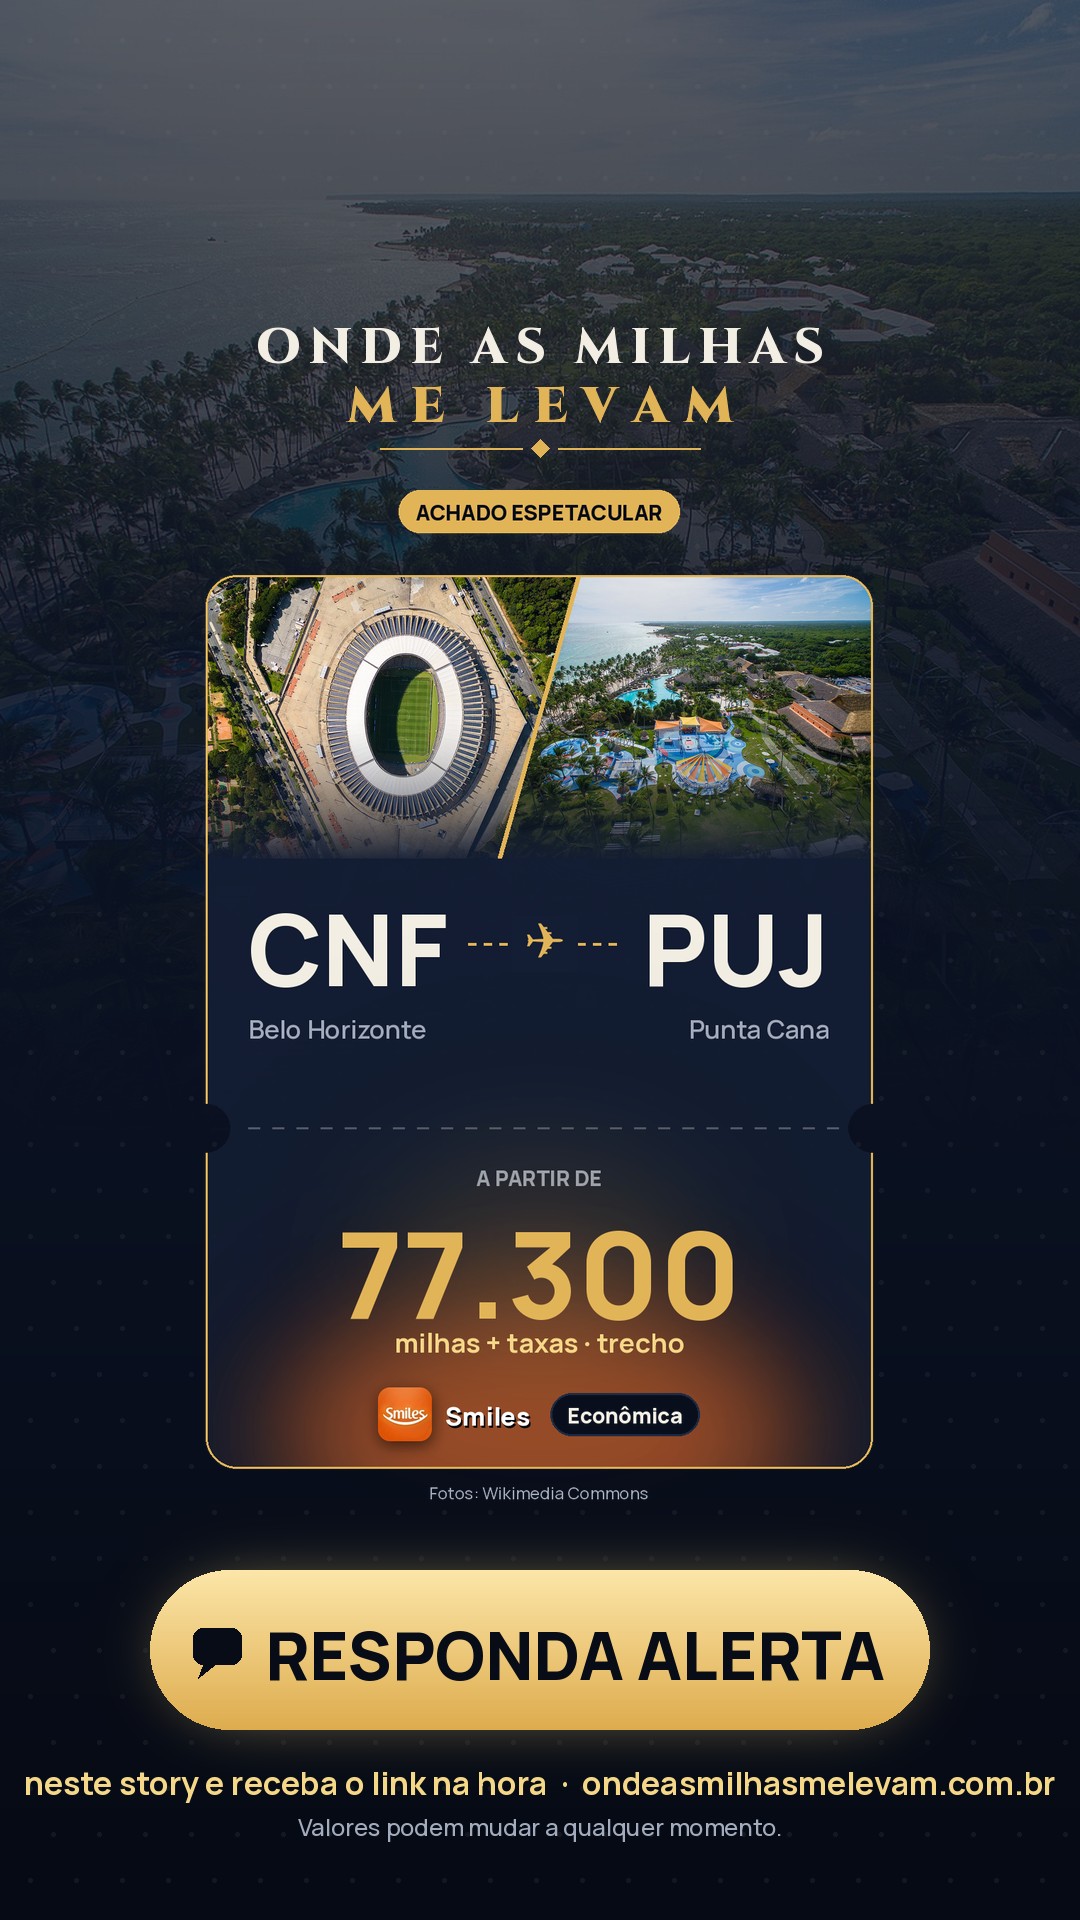 ONDE AS MILHAS
ME LEVAM
ACHADO ESPETACULAR
CNF --- ✈ --- PUJ
Belo Horizonte Punta Cana
A PARTIR DE
77.300
milhas + taxas · trecho
Smiles Smiles Econômica
Fotos: Wikimedia Commons
RESPONDA ALERTA
neste story e receba o link na hora · ondeasmilhasmelevam.com.br
Valores podem mudar a qualquer momento.